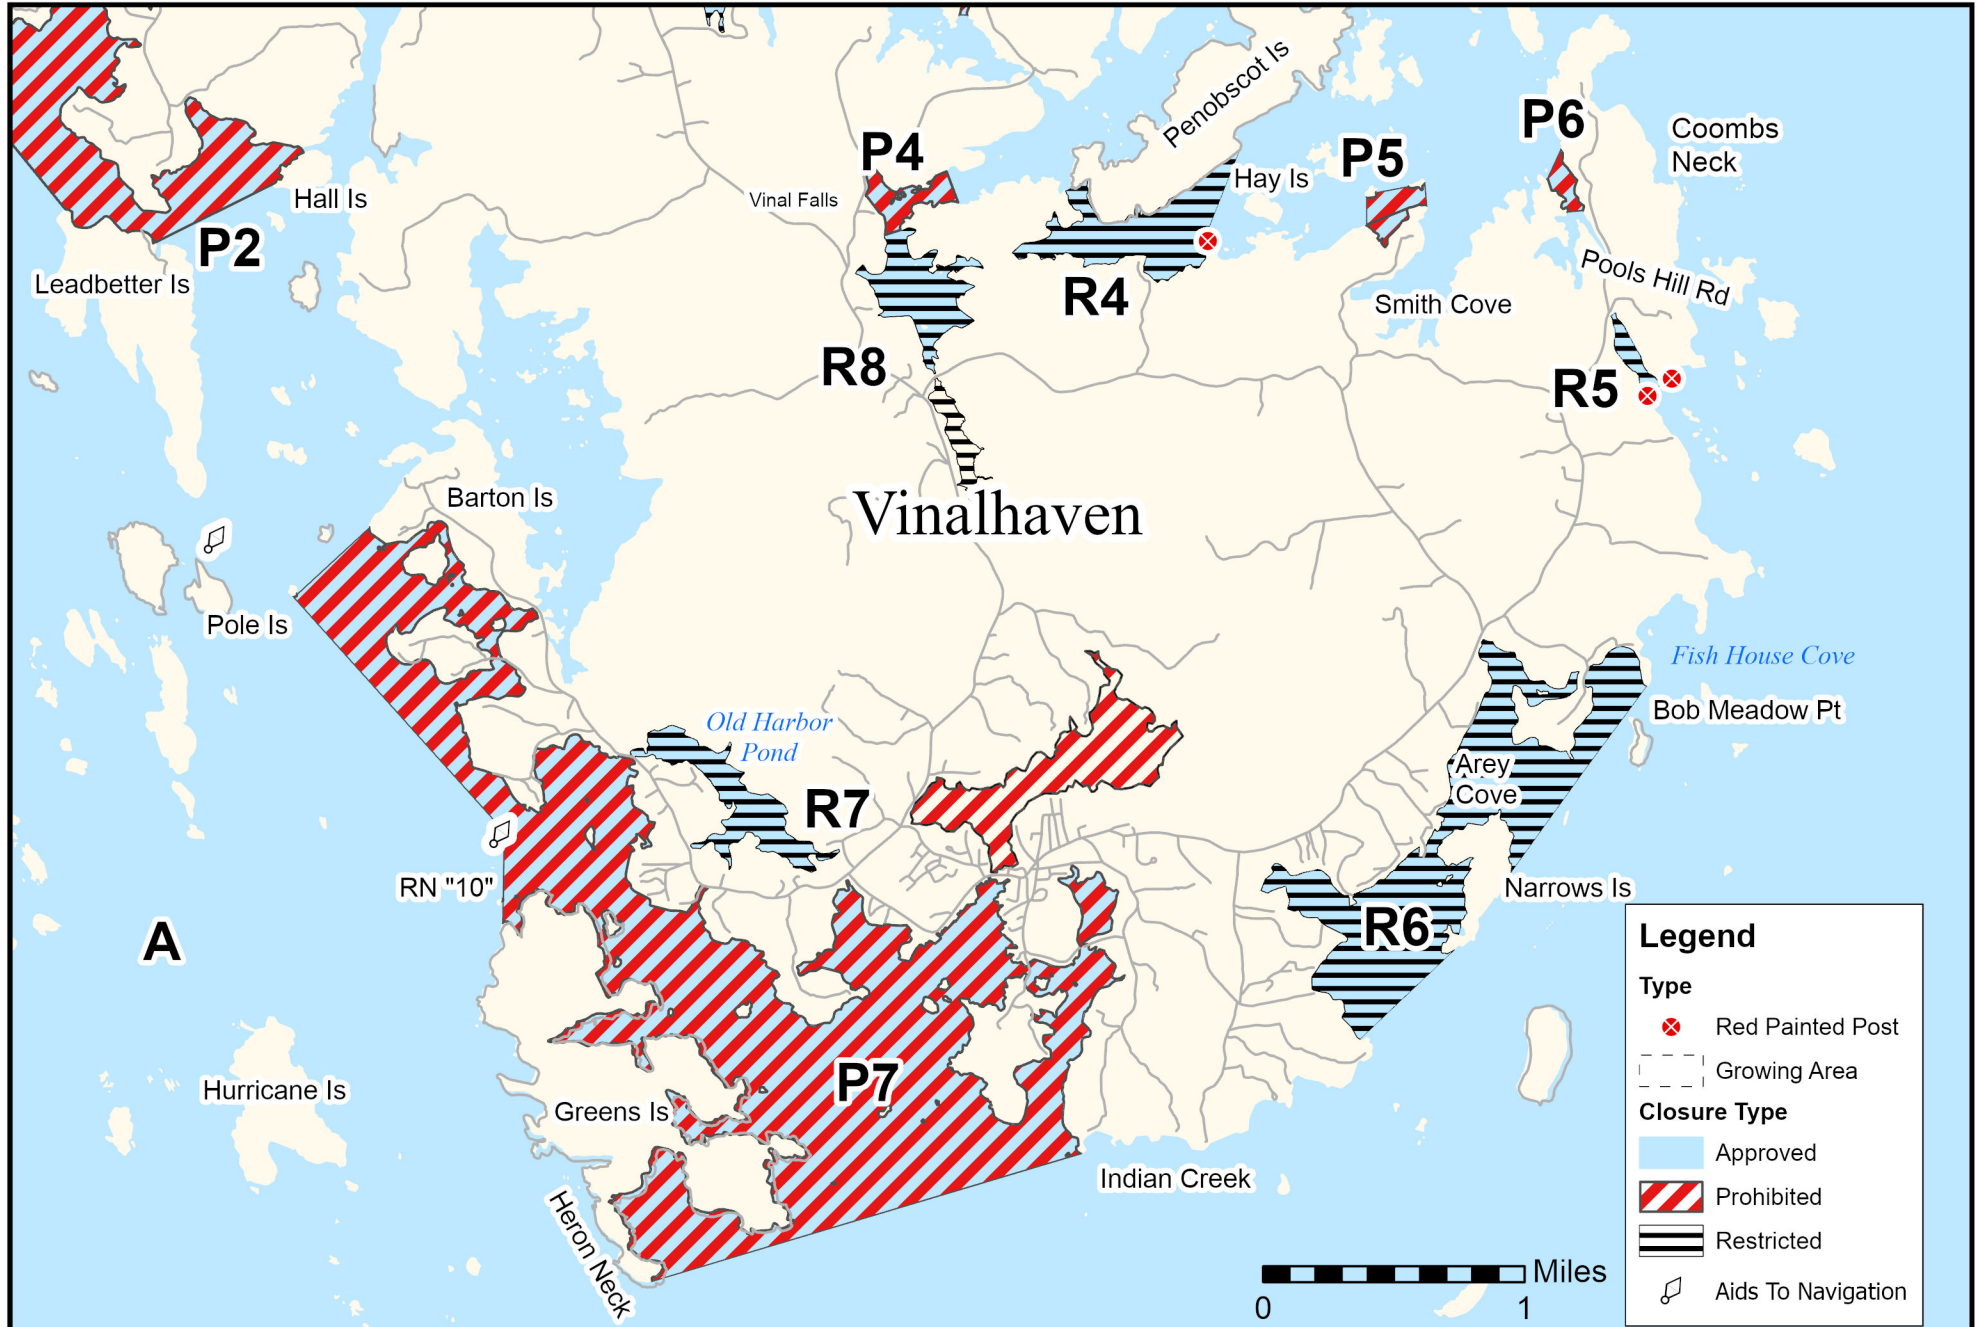 Penobscot Is
P6
Coombs
Neck
P4
P5
Hay Is
Vinal Falls
Hall Is
P2
Leadbetter Is
Pools Hill Rd
R4
Smith Cove
R8
R5
Barton Is
Vinalhaven
Pole Is
Fish House Cove
Bob Meadow Pt
Old Harbor
Pond
Arey
Cove
R7
RN "10"
Narrows Is
A
R6
P7
Hurricane Is
Greens Is
Indian Creek
Heron Neck
Legend
Type
Red Painted Post
Growing Area
Closure Type
Approved
Prohibited
Restricted
Aids To Navigation
Miles
0 1